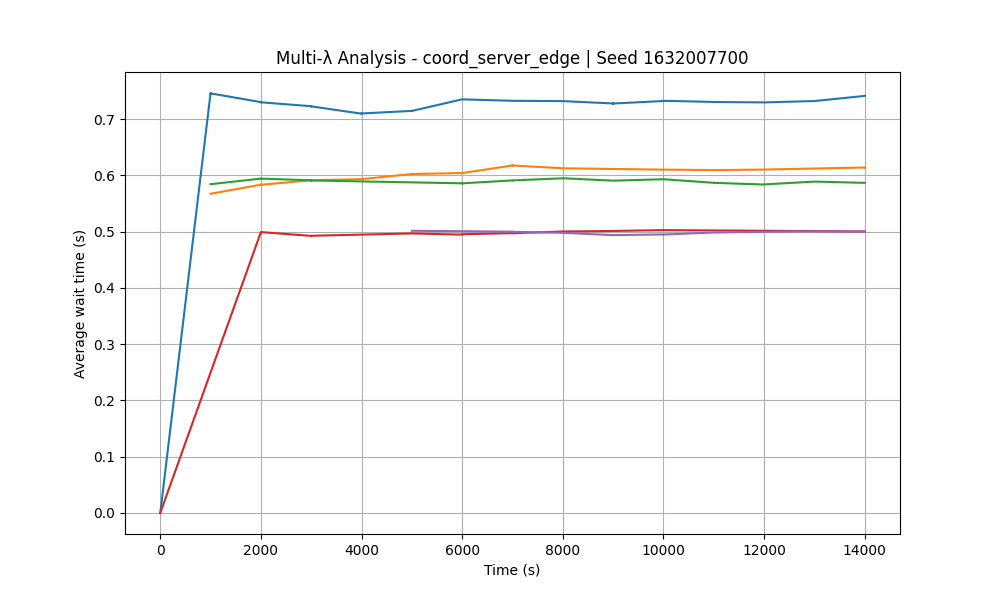 Multi-λ Analysis - coord_server_edge | Seed 1632007700
Average wait time (s)
0.7
0.6
0.5
0.4
0.3
0.2
0.1
0.0
0 2000 4000 6000 8000 10000 12000 14000
Time (s)